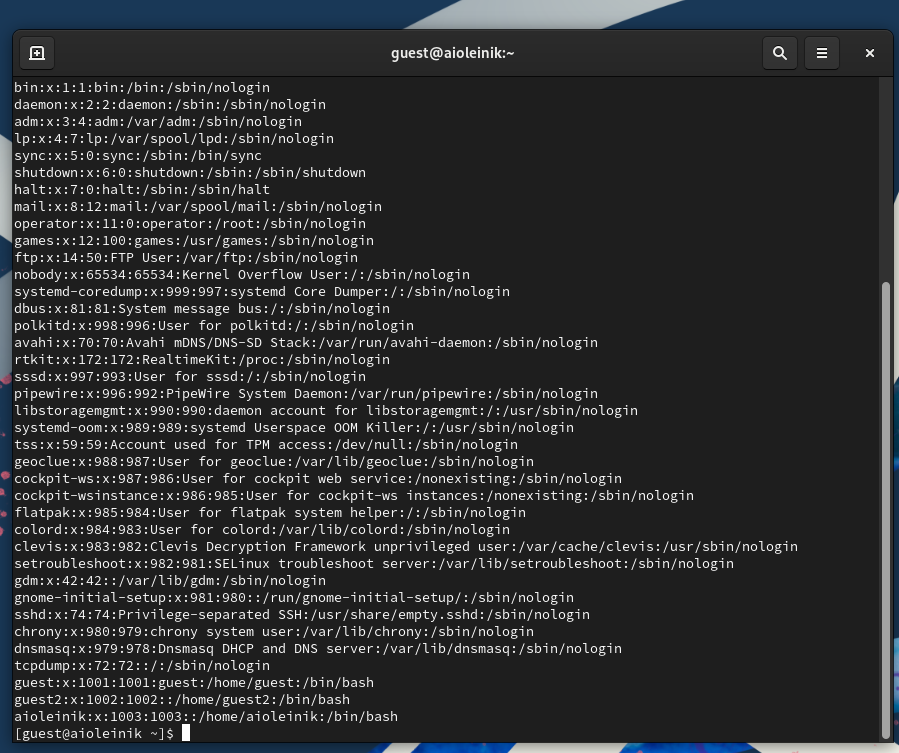 guest@aioleinik:~
bin:x:1:1:bin:/bin:/sbin/nologin
daemon:x:2:2:daemon:/sbin:/sbin/nologin
adm:x:3:4:adm:/var/adm:/sbin/nologin
lp:x:4:7:lp:/var/spool/lpd:/sbin/nologin
sync:x:5:0:sync:/sbin:/bin/sync
shutdown:x:6:0:shutdown:/sbin:/sbin/shutdown
halt:x:7:0:halt:/sbin:/sbin/halt
mail:x:8:12:mail:/var/spool/mail:/sbin/nologin
operator:x:11:0:operator:/root:/sbin/nologin
games:x:12:100:games:/usr/games:/sbin/nologin
ftp:x:14:50:FTP User:/var/ftp:/sbin/nologin
nobody:x:65534:65534:Kernel Overflow User:/:/sbin/nologin
systemd-coredump:x:999:997:systemd Core Dumper:/:/sbin/nologin
dbus:x:81:81:System message bus:/:/sbin/nologin
polkitd:x:998:996:User for polkitd:/:/sbin/nologin
avahi:x:70:70:Avahi mDNS/DNS-SD Stack:/var/run/avahi-daemon:/sbin/nologin
rtkit:x:172:172:RealtimeKit:/proc:/sbin/nologin
sssd:x:997:993:User for sssd:/:/sbin/nologin
pipewire:x:996:992:PipeWire System Daemon:/var/run/pipewire:/sbin/nologin
libstoragemgmt:x:990:990:daemon account for libstoragemgmt:/:/usr/sbin/nologin
systemd-oom:x:989:989:systemd Userspace OOM Killer:/:/usr/sbin/nologin
tss:x:59:59:Account used for TPM access:/dev/null:/sbin/nologin
geoclue:x:988:987:User for geoclue:/var/lib/geoclue:/sbin/nologin
cockpit-ws:x:987:986:User for cockpit web service:/nonexisting:/sbin/nologin
cockpit-wsinstance:x:986:985:User for cockpit-ws instances:/nonexisting:/sbin/nologin
flatpak:x:985:984:User for flatpak system helper:/:/sbin/nologin
colord:x:984:983:User for colord:/var/lib/colord:/sbin/nologin
clevis:x:983:982:Clevis Decryption Framework unprivileged user:/var/cache/clevis:/usr/sbin/nologin
setroubleshoot:x:982:981:SELinux troubleshoot server:/var/lib/setroubleshoot:/sbin/nologin
gdm:x:42:42::/var/lib/gdm:/sbin/nologin
gnome-initial-setup:x:981:980::/run/gnome-initial-setup/:/sbin/nologin
sshd:x:74:74:Privilege-separated SSH:/usr/share/empty.sshd:/sbin/nologin
chrony:x:980:979:chrony system user:/var/lib/chrony:/sbin/nologin
dnsmasq:x:979:978:Dnsmasq DHCP and DNS server:/var/lib/dnsmasq:/sbin/nologin
tcpdump:x:72:72::/:/sbin/nologin
guest:x:1001:1001:guest:/home/guest:/bin/bash
guest2:x:1002:1002::/home/guest2:/bin/bash
aioleinik:x:1003:1003::/home/aioleinik:/bin/bash
[guest@aioleinik ~]$